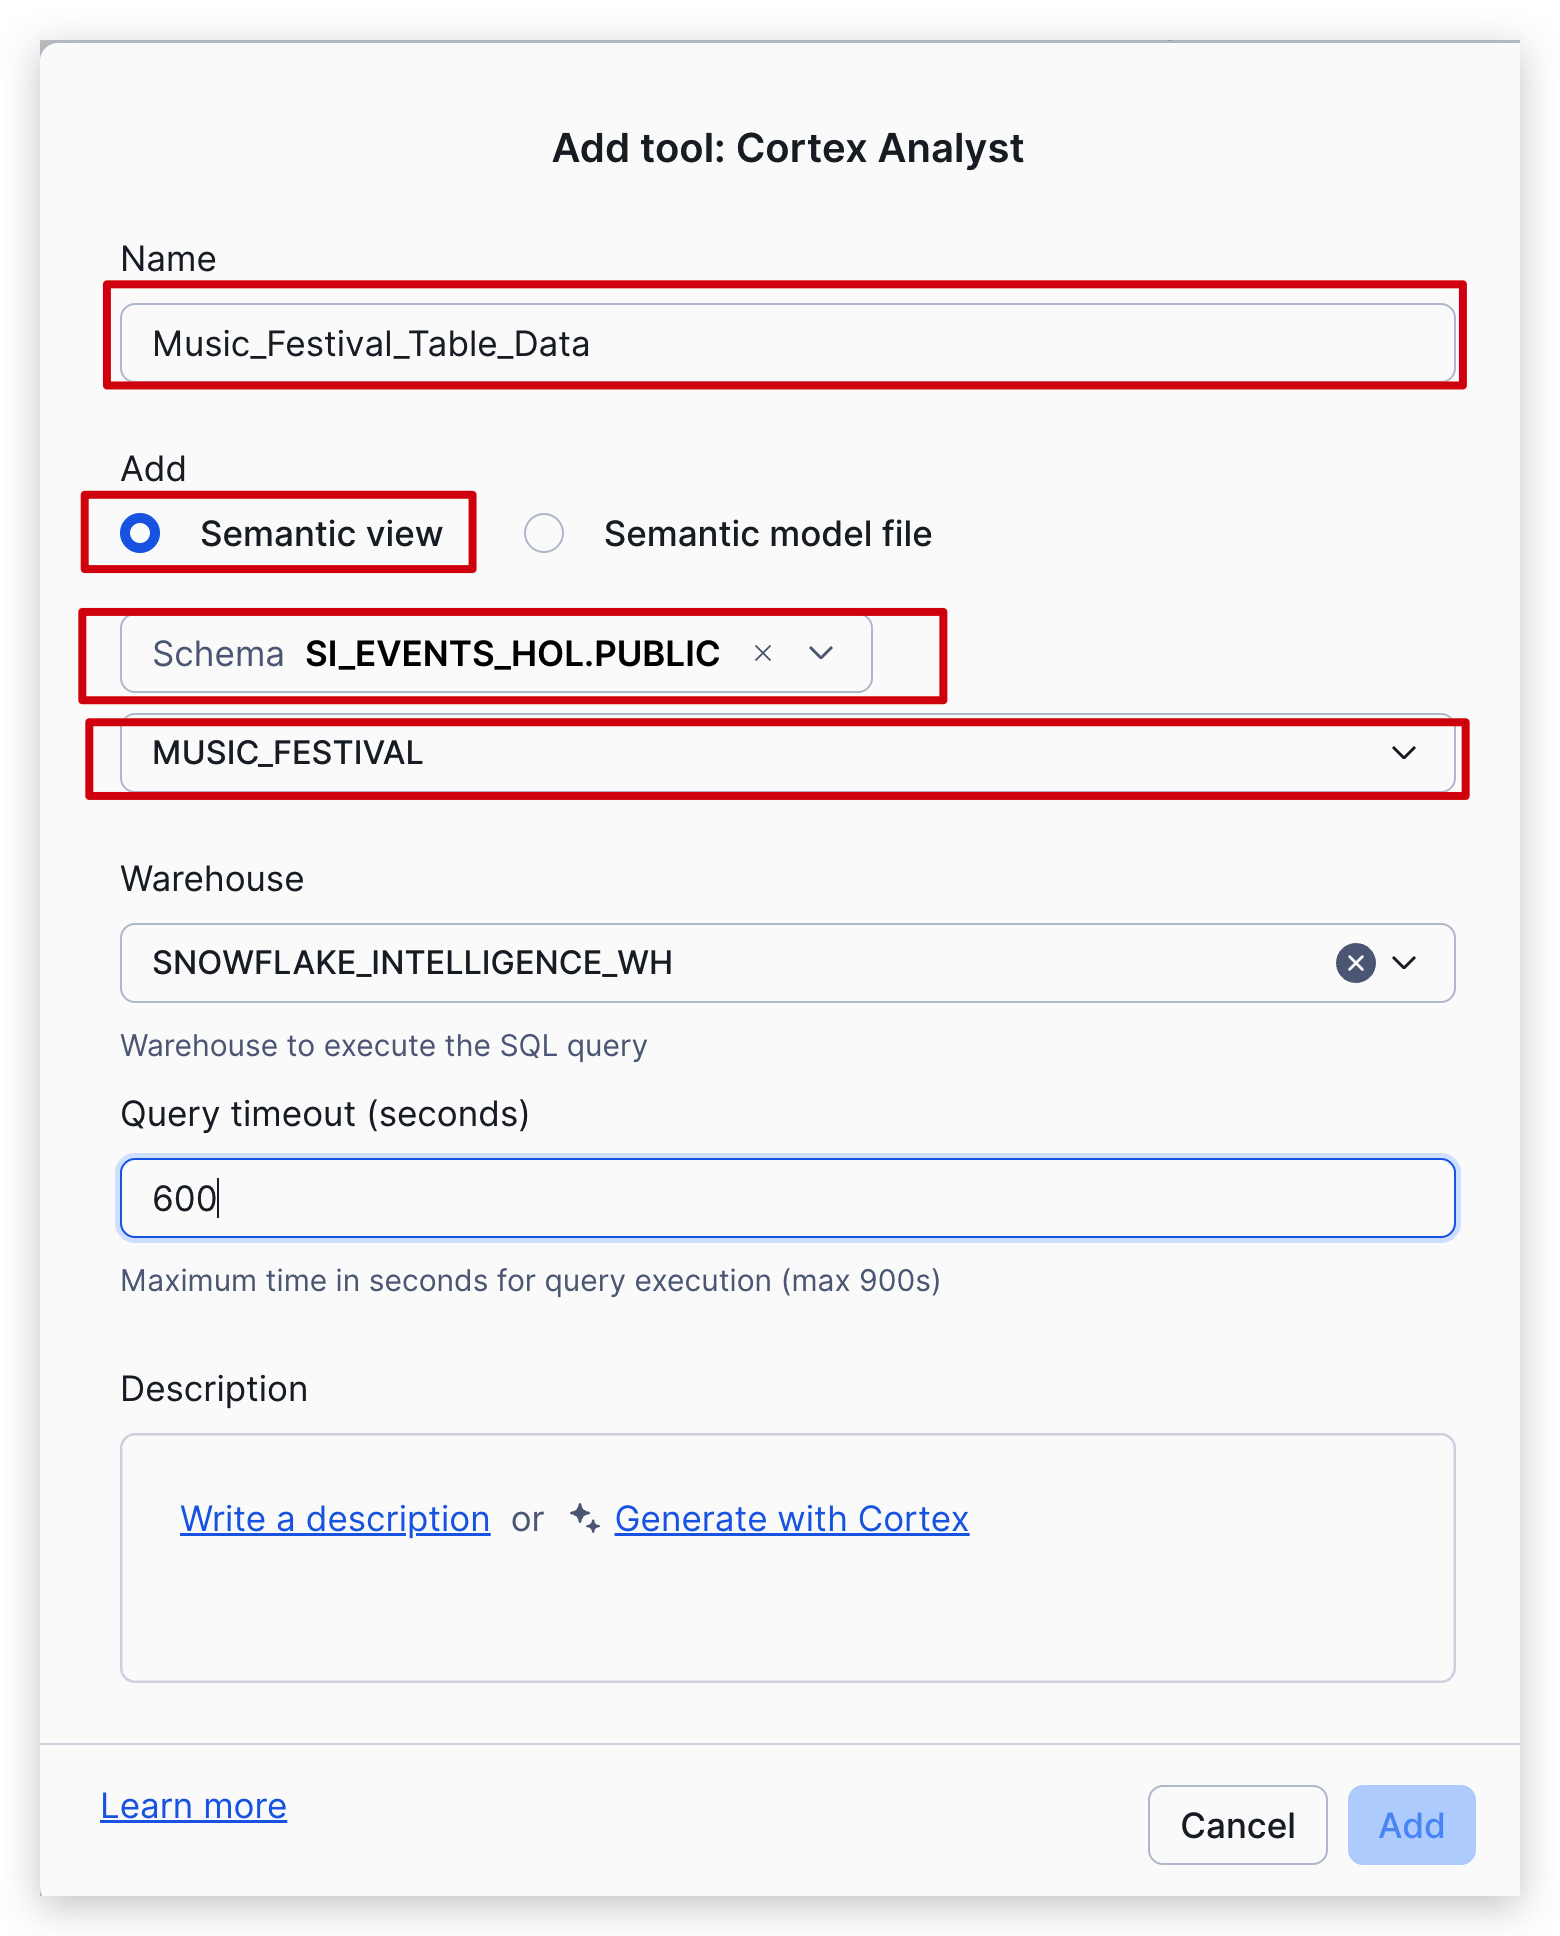 Add tool: Cortex Analyst
Name
Music_Festival_Table_Data
Add
Semantic view Semantic model file
Schema SI_EVENTS_HOL.PUBLIC
MUSIC_FESTIVAL
Warehouse
SNOWFLAKE_INTELLIGENCE_WH
Warehouse to execute the SQL query
Query timeout (seconds)
600
Maximum time in seconds for query execution (max 900s)
Description
Write a description or Generate with Cortex
Learn more
Cancel Add